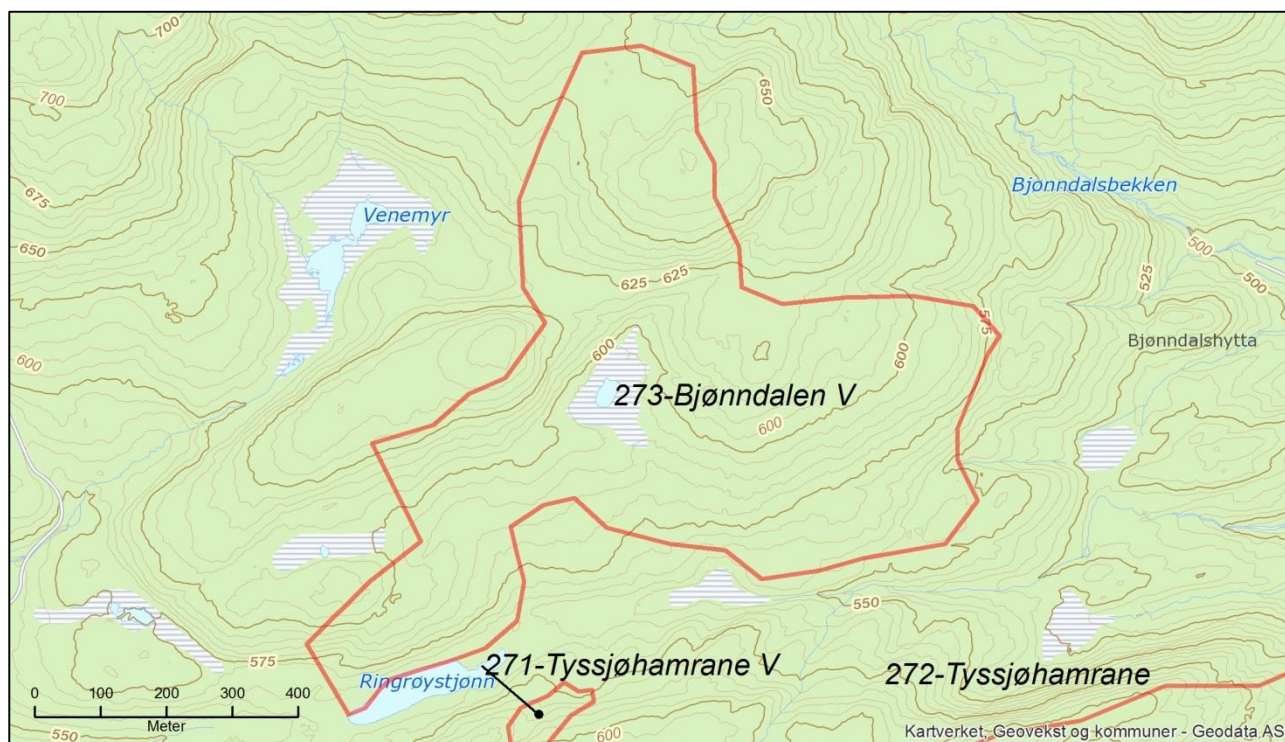 700
700
650
Bjønndalsbekken
675
Venemyr
650
500
525
500
625
625
575
Bjønndalshytta
600
600
600
273-Bjønndalen V
600
550
575
271-Tyssjøhamrane V
272-Tyssjøhamrane
Ringrøystjønn
0 100 200 300 400
Meter
550
600
Kartverket, Geovekst og kommuner - Geodata AS